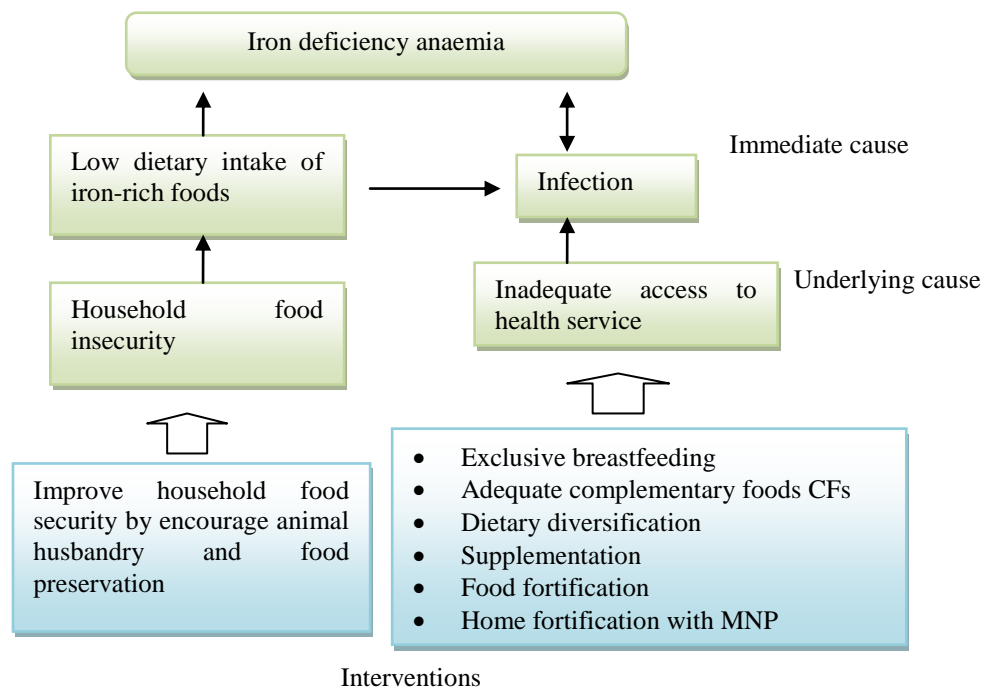 Iron deficiency anaemia
Low dietary intake of
iron-rich foods
Infection
Immediate cause
Household food
insecurity
Inadequate access to
health service
Underlying cause
Improve household food
security by encourage animal
husbandry and food
preservation
• Exclusive breastfeeding
• Adequate complementary foods CFs
• Dietary diversification
• Supplementation
• Food fortification
• Home fortification with MNP
Interventions